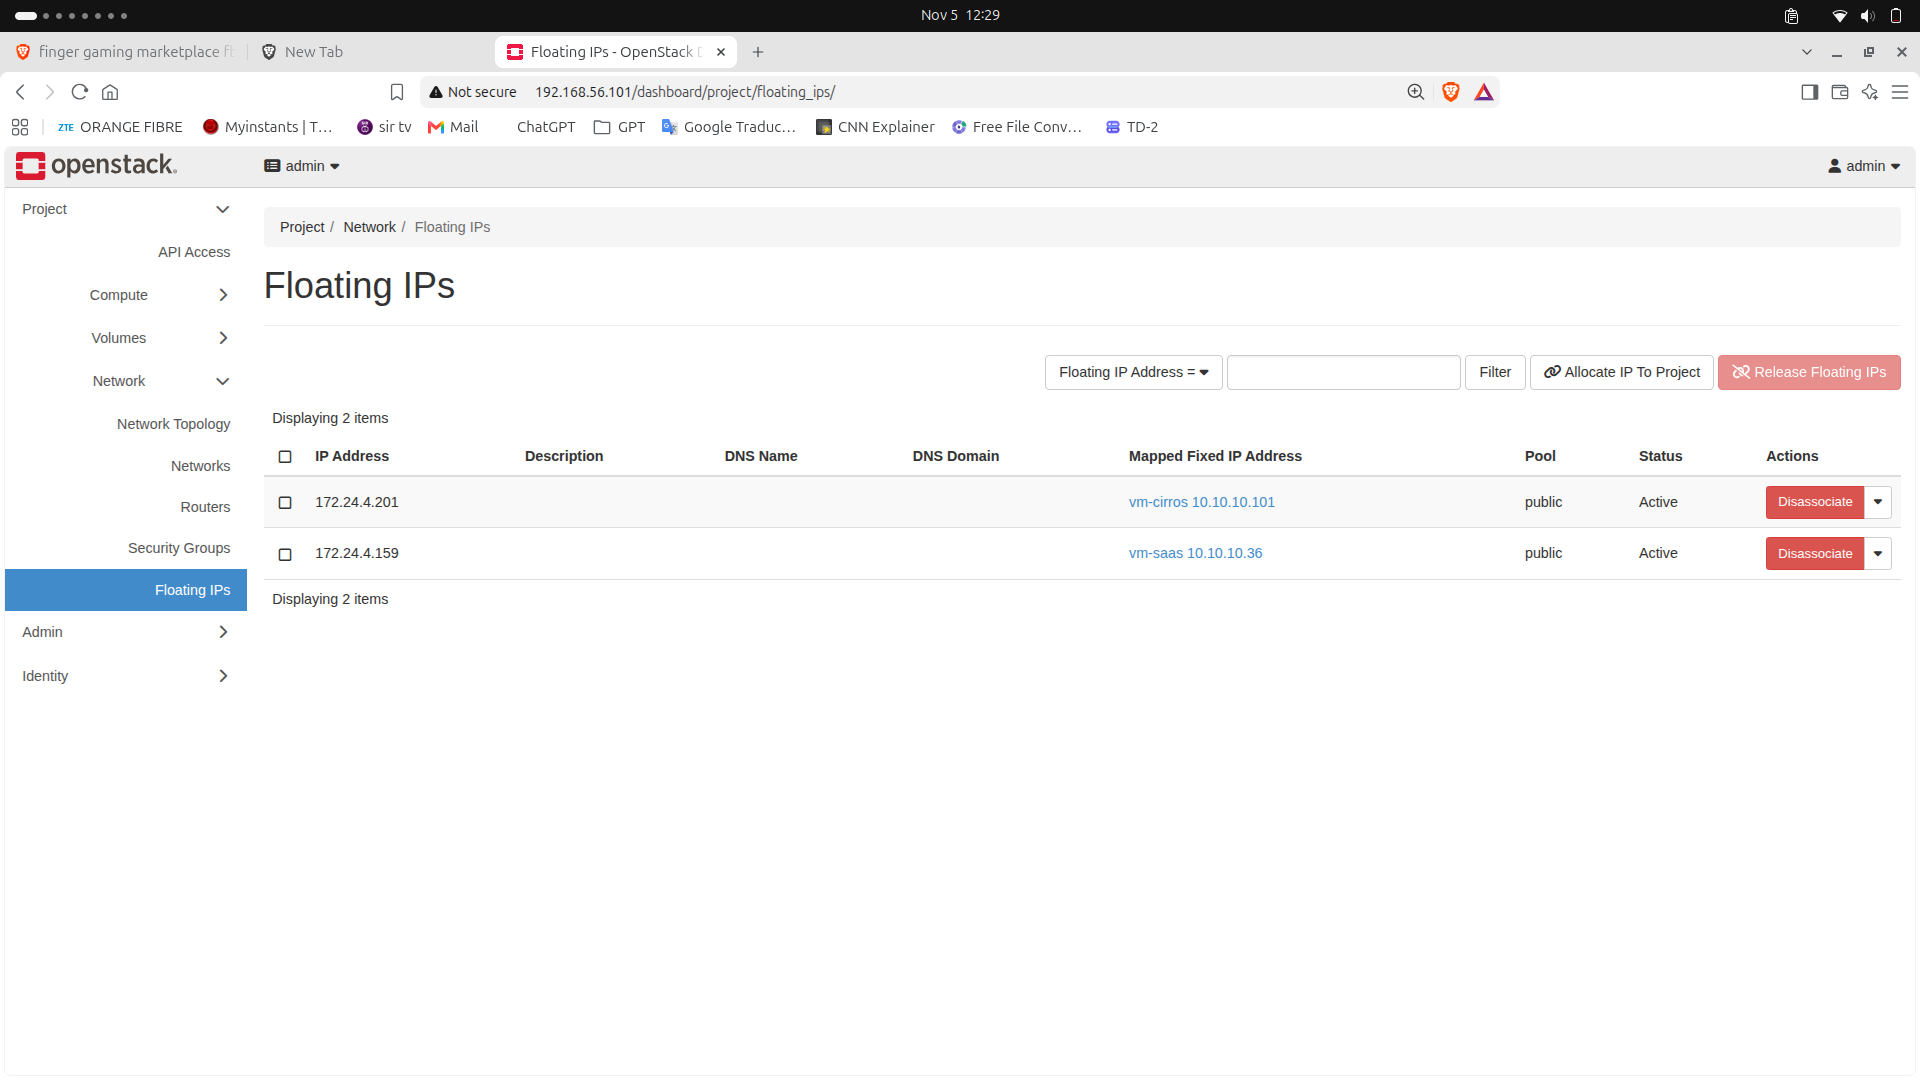 Nov 5 12:29
finger gaming marketplace
New Tab
Floating IPs - OpenStack
Not secure 192.168.56.101/dashboard/project/floating_ips/
ZTE ORANGE FIBRE Myinstants | T... sir tv Mail ChatGPT GPT Google Traduc... CNN Explainer Free File Conv... TD-2
openstack.
admin
admin
Project
API Access
Compute
Volumes
Network
Network Topology
Networks
Routers
Security Groups
Floating IPs
Admin
Identity
Project / Network / Floating IPs
Floating IPs
Floating IP Address = Filter Allocate IP To Project Release Floating IPs
Displaying 2 items
IP Address Description DNS Name DNS Domain Mapped Fixed IP Address Pool Status Actions
172.24.4.201 vm-cirros 10.10.10.101 public Active Disassociate
172.24.4.159 vm-saas 10.10.10.36 public Active Disassociate
Displaying 2 items